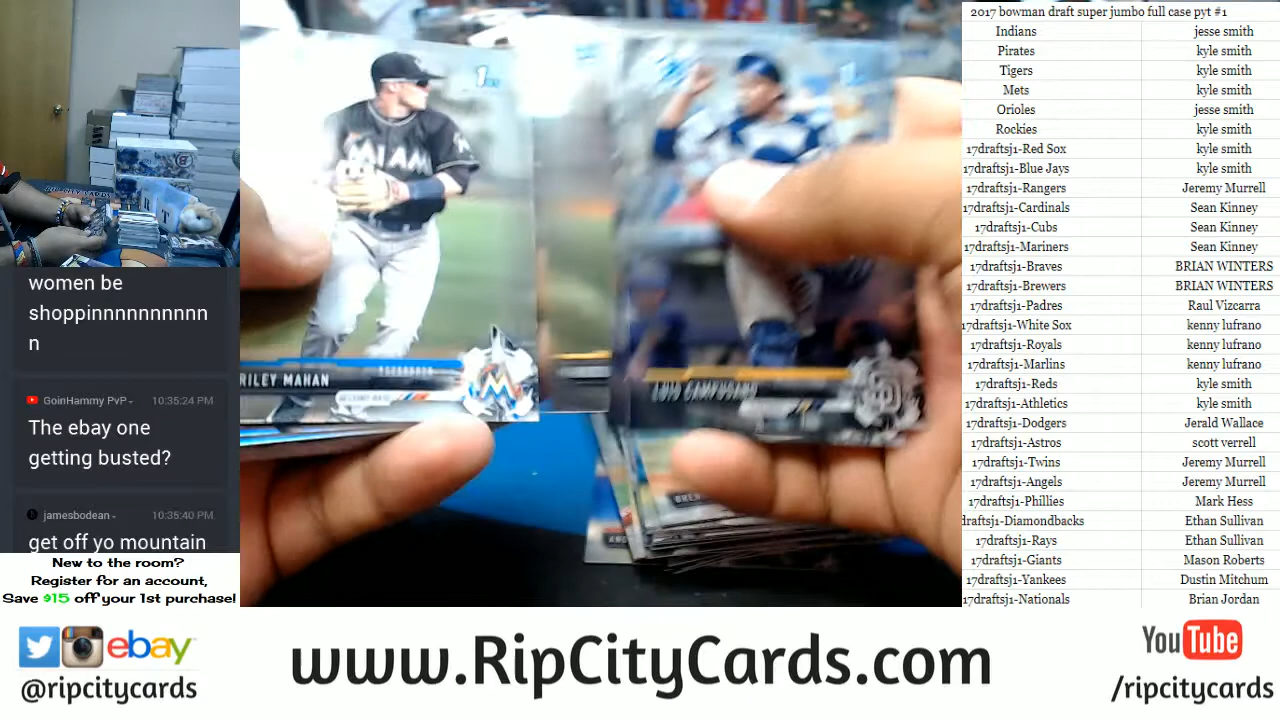 women be
shoppinnnnnnnnnn
n
GoinHammy PvP
10:35:24 PM
The ebay one
getting busted?
jamesbodean
10:35:40 PM
get off yo mountain
New to the room?
Register for an account,
Save $15 off your 1st purchase!
1st
MIAMI
RILEY MAHAN
LUIS CAMPUSANO
2017 bowman draft super jumbo full case pyt #1
Indians jesse smith
Pirates kyle smith
Tigers kyle smith
Mets kyle smith
Orioles jesse smith
Rockies kyle smith
17draftsj1-Red Sox kyle smith
17draftsj1-Blue Jays kyle smith
17draftsj1-Rangers Jeremy Murrell
17draftsj1-Cardinals Sean Kinney
17draftsj1-Cubs Sean Kinney
17draftsj1-Mariners Sean Kinney
17draftsj1-Braves BRIAN WINTERS
17draftsj1-Brewers BRIAN WINTERS
17draftsj1-Padres Raul Vizcarra
17draftsj1-White Sox kenny lufrano
17draftsj1-Royals kenny lufrano
17draftsj1-Marlins kenny lufrano
17draftsj1-Reds kyle smith
17draftsj1-Athletics kyle smith
17draftsj1-Dodgers Jerald Wallace
17draftsj1-Astros scott verrell
17draftsj1-Twins Jeremy Murrell
17draftsj1-Angels Jeremy Murrell
17draftsj1-Phillies Mark Hess
draftsj1-Diamondbacks Ethan Sullivan
17draftsj1-Rays Ethan Sullivan
17draftsj1-Giants Mason Roberts
17draftsj1-Yankees Dustin Mitchum
17draftsj1-Nationals Brian Jordan
ebay
@ripcitycards
www.RipCityCards.com
YouTube
/ripcitycards